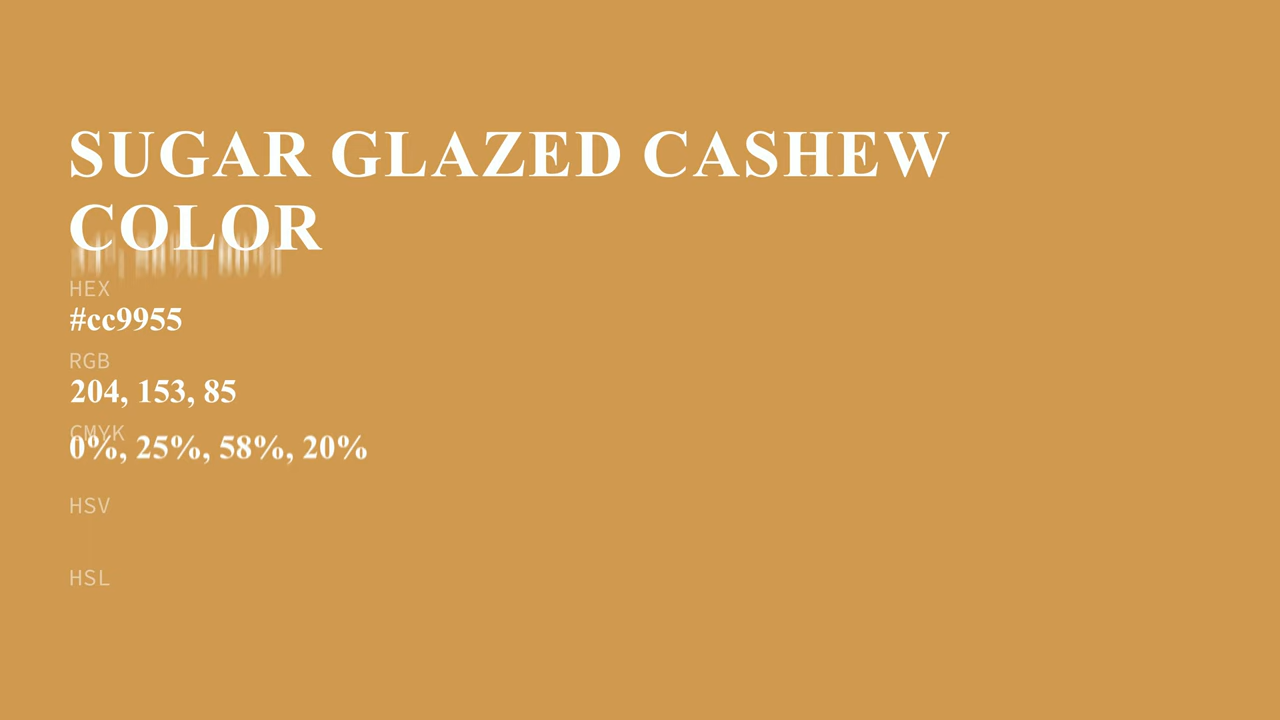 SUGAR GLAZED CASHEW
COLOR
HEX
#cc9955
RGB
204, 153, 85
CMYK
0%, 25%, 58%, 20%
HSV
HSL